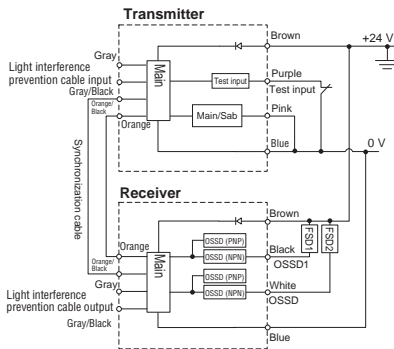 Transmitter
Brown
+24 V
Gray
Light interference
prevention cable input
Gray/Black
Orange/
Black
Orange
Main
Test input
Purple
Test input
Main/Sab
Pink
Blue
0 V
Synchronization cable
Receiver
Brown
Orange
Orange/
Black
Gray
Light interference
prevention cable output
Gray/Black
Main
OSSD (PNP)
OSSD (NPN)
Black
OSSD1
OSSD (PNP)
OSSD (NPN)
White
OSSD
FSD1
FSD2
Blue